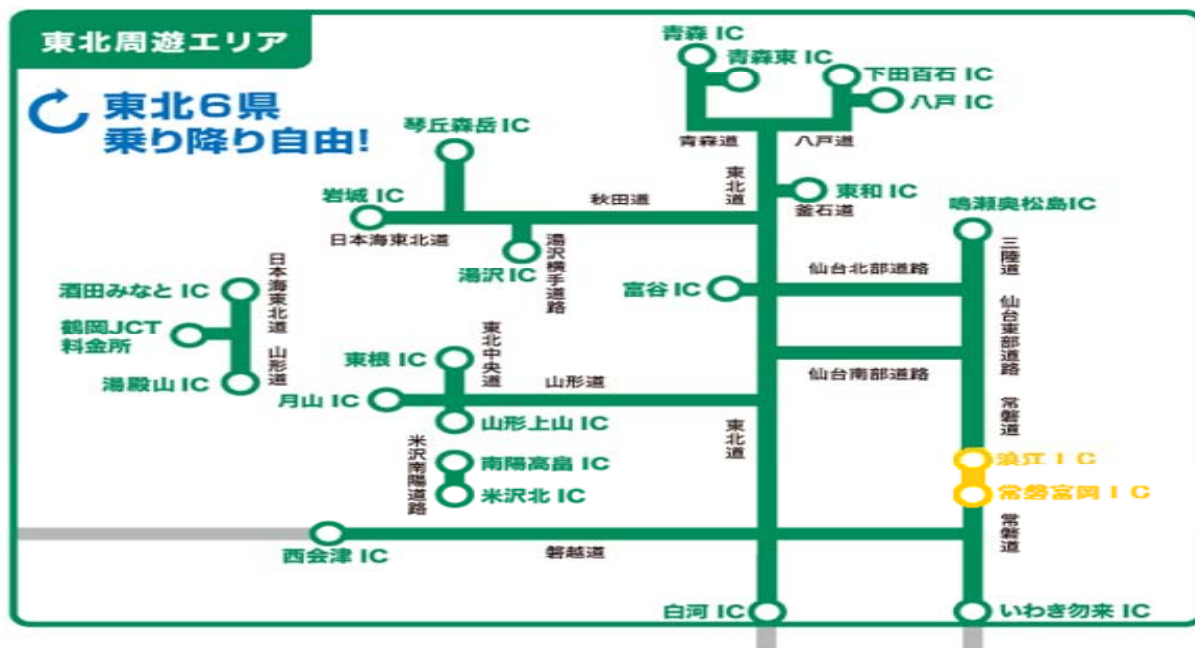 東北周遊エリア
東北6県
乗り降り自由!
青森 IC
青森東 IC
下田百石 IC
八戸 IC
青森道
八戸道
琴丘森岳 IC
東北道
東和 IC
釜石道
岩城 IC
秋田道
鳴瀬奥松島IC
日本海東北道
湯沢 IC
湯沢横手道路
三陸道
仙台北部道路
富谷 IC
酒田みなと IC
日本海東北道
鶴岡JCT
料金所
山形道
湯殿山 IC
仙台東部道路
東根 IC
東北中央道
山形道
仙台南部道路
月山 IC
山形上山 IC
常磐道
東北道
米沢南陽道路
南陽高畠 IC
米沢北 IC
浪江 IC
常磐富岡 IC
常磐道
西会津 IC
磐越道
白河 IC
いわき勿来 IC